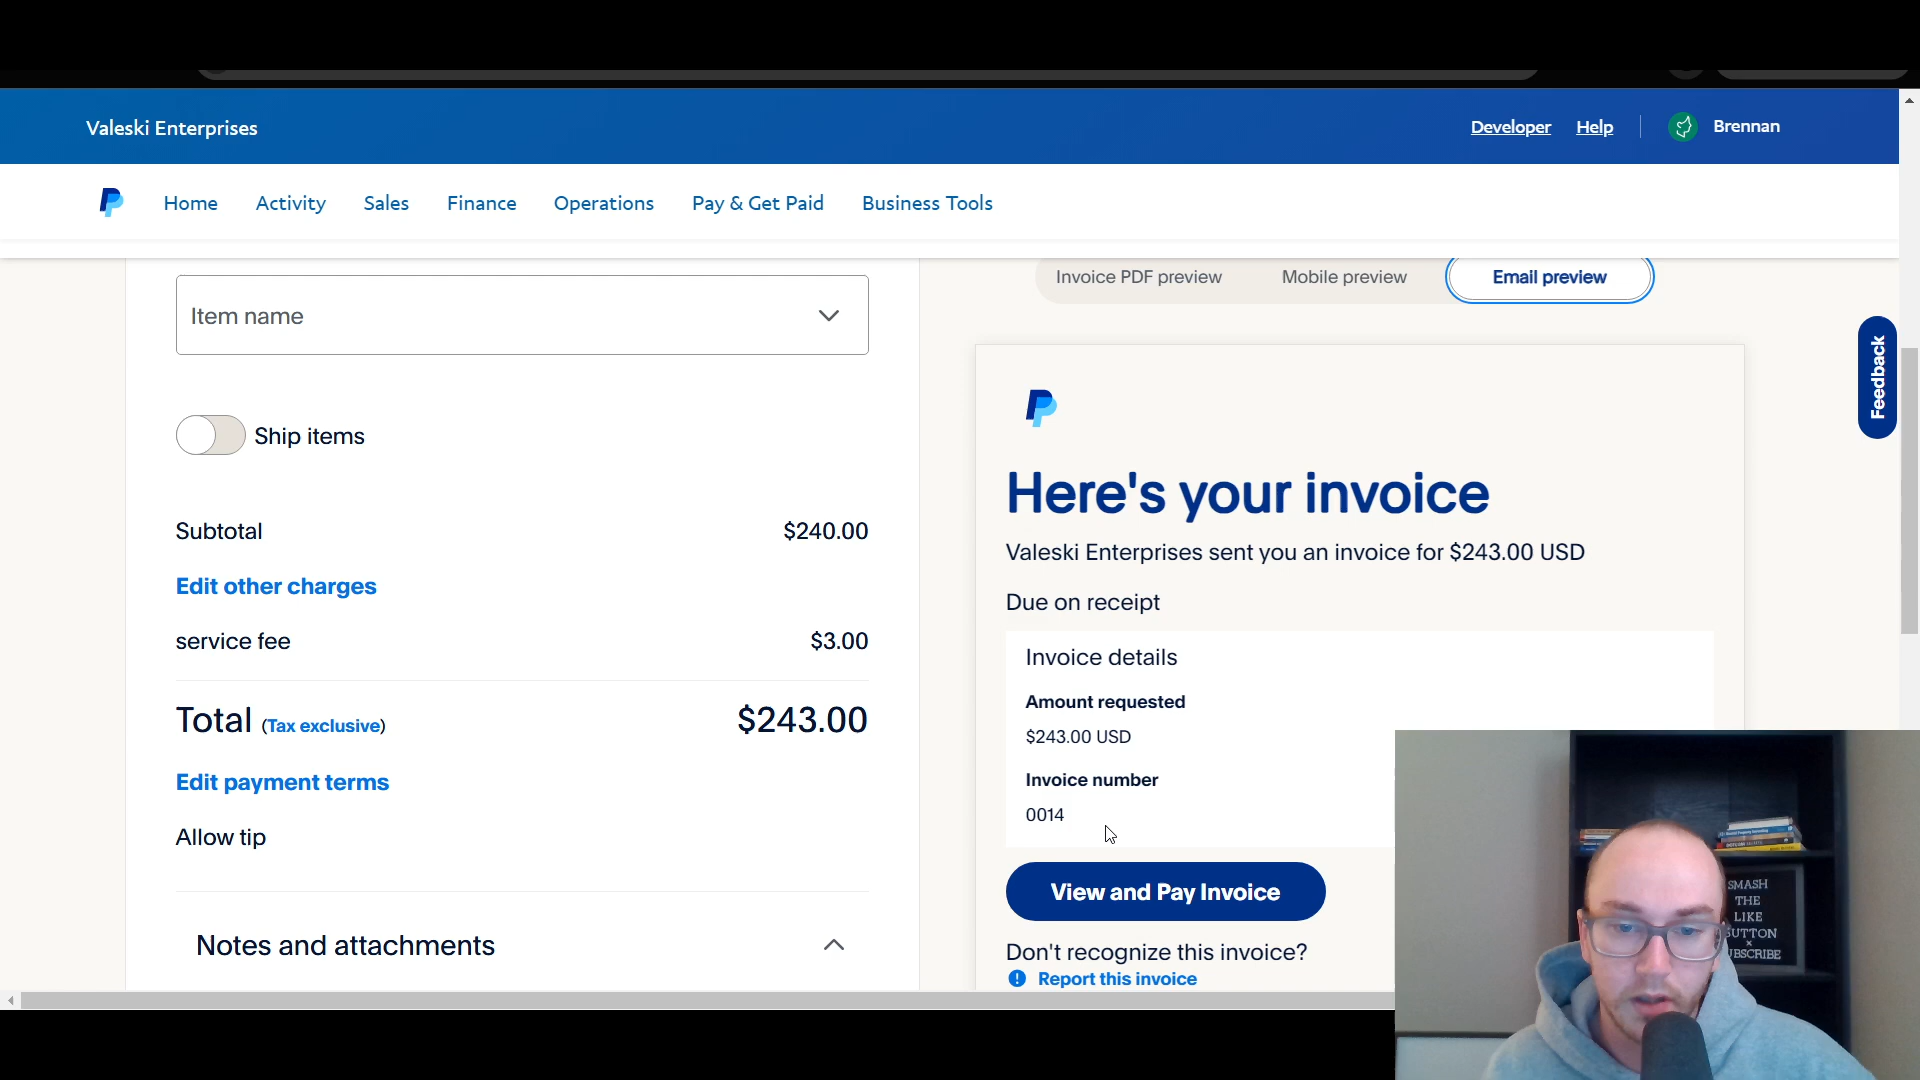 Valeski Enterprises
Developer Help Brennan
Home Activity Sales Finance Operations Pay & Get Paid Business Tools
Item name
Ship items
Subtotal $240.00
Edit other charges
service fee $3.00
Total (Tax exclusive) $243.00
Edit payment terms
Allow tip
Notes and attachments
Invoice PDF preview Mobile preview Email preview
Here's your invoice
Valeski Enterprises sent you an invoice for $243.00 USD
Due on receipt
Invoice details
Amount requested
$243.00 USD
Invoice number
0014
View and Pay Invoice
Don't recognize this invoice?
Report this invoice
Feedback
SMASH
THE
LIKE
BUTTON
×